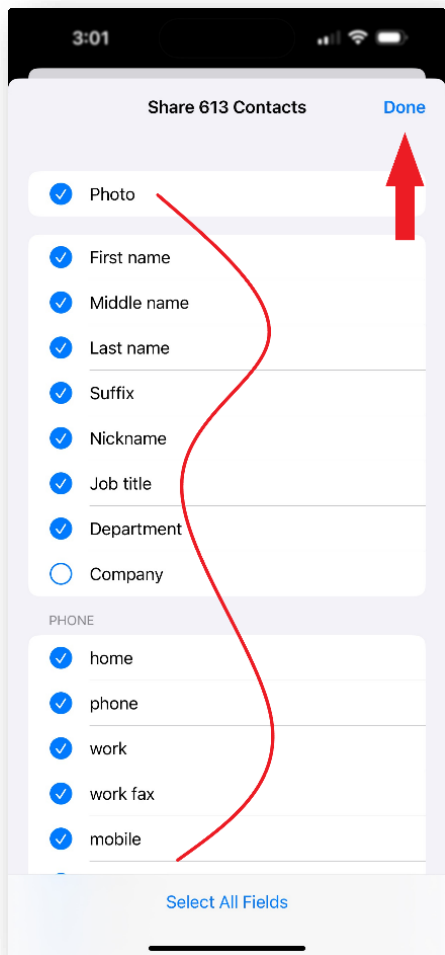 3:01
Share 613 Contacts
Done
Photo
First name
Middle name
Last name
Suffix
Nickname
Job title
Department
Company
PHONE
home
phone
work
work fax
mobile
Select All Fields